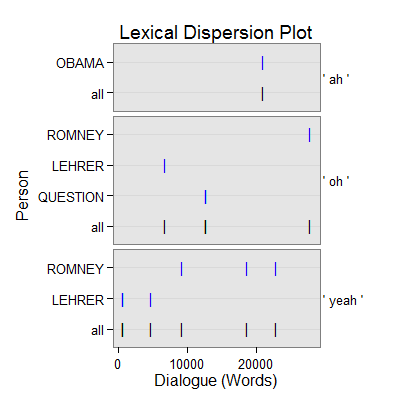 Lexical Dispersion Plot
OBAMA
all
' ah '
ROMNEY
LEHRER
QUESTION
all
' oh '
ROMNEY
LEHRER
all
' yeah '
Person
0 10000 20000
Dialogue (Words)